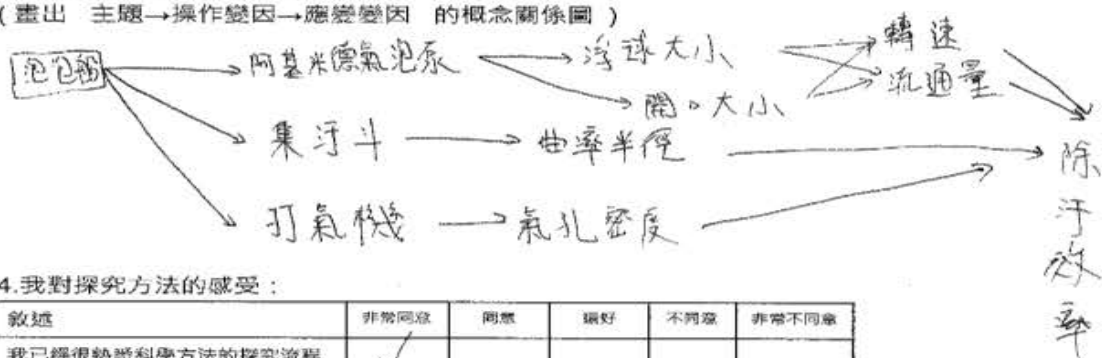 (畫出 主題→操作變因→應變變因 的概念關係圖)
阿基米德氣泡泵 浮球大小 轉速
流通量
開口大小
集汙斗 曲率半徑
打氣機 氣孔密度
除汙效率
4.我對探究方法的感受:
敘述 非常同意 同意 還好 不同意 非常不同意
我已經很熱愛科學方法的探究流程